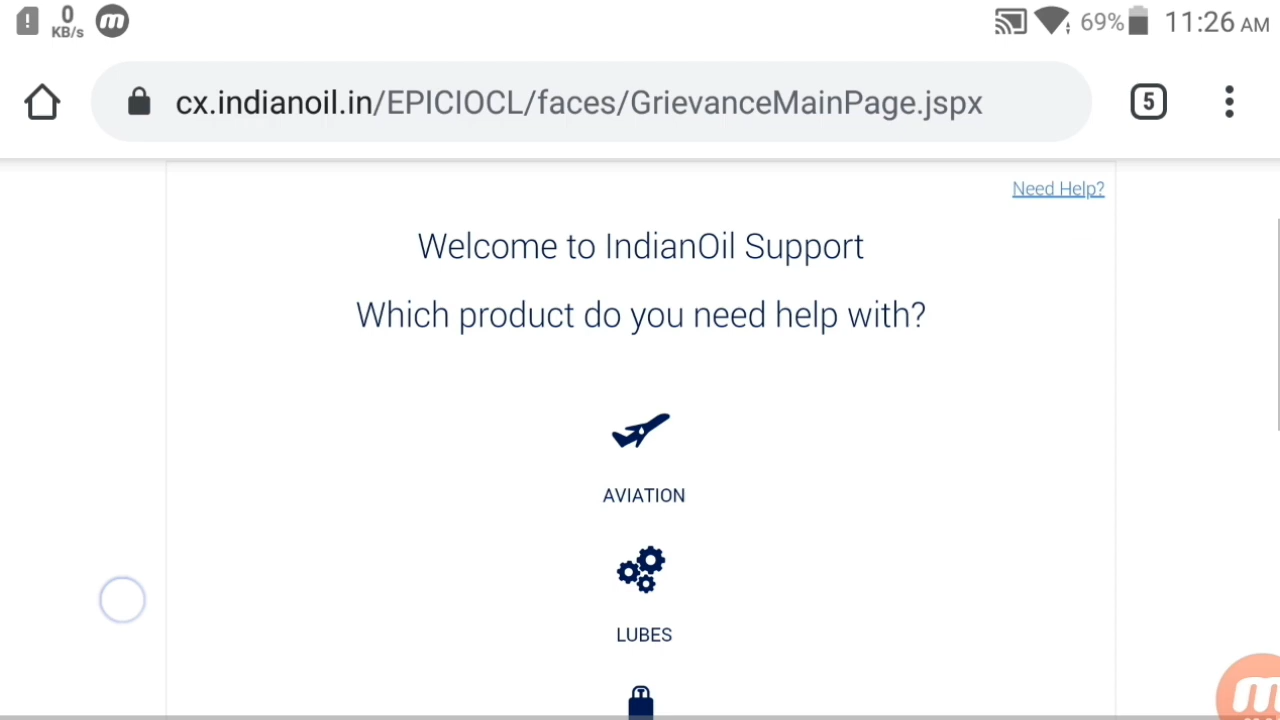 0
KB/s
69%
11:26 AM
cx.indianoil.in/EPICIOCL/faces/GrievanceMainPage.jspx
5
Need Help?
Welcome to IndianOil Support
Which product do you need help with?
AVIATION
LUBES